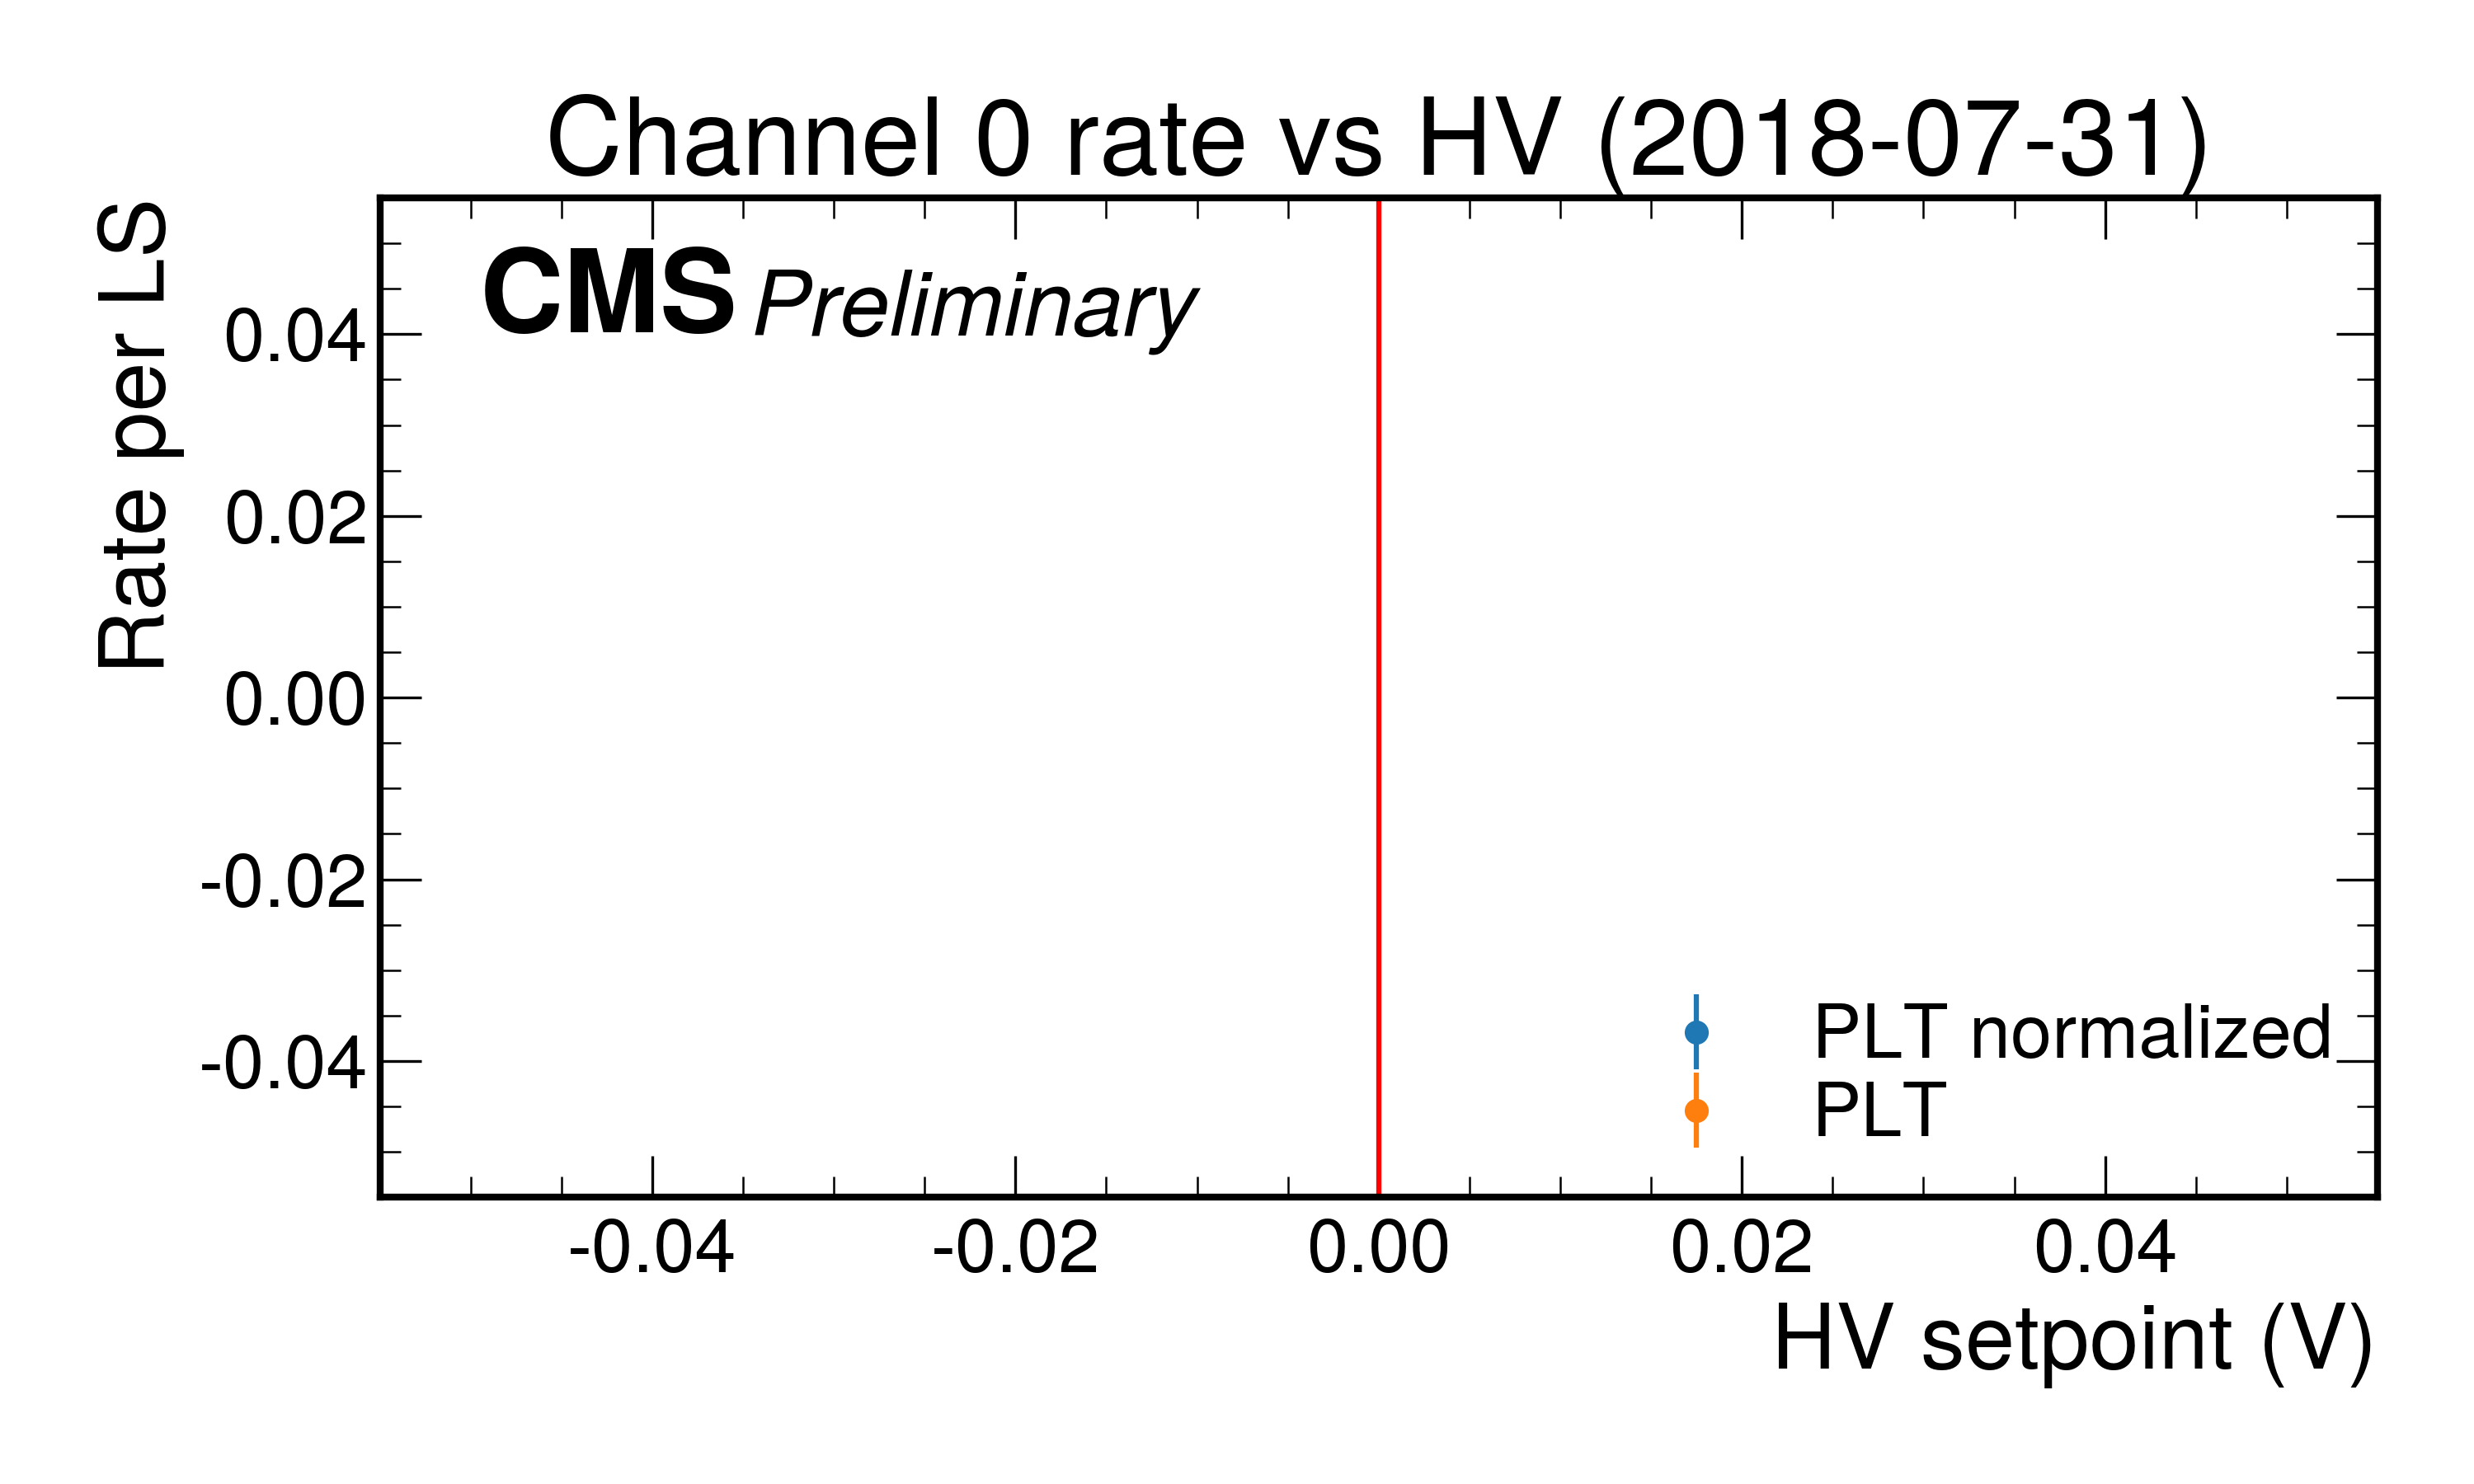 Channel 0 rate vs HV (2018-07-31)
CMS Preliminary
Rate per LS
0.04
0.02
0.00
-0.02
-0.04
PLT normalized
PLT
-0.04 -0.02 0.00 0.02 0.04
HV setpoint (V)